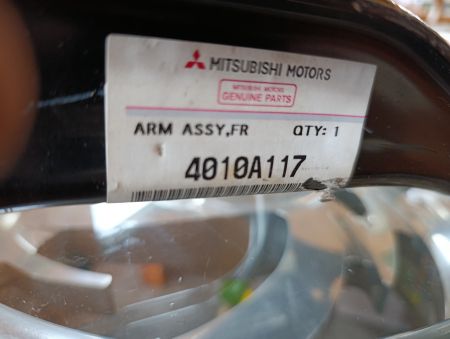 MITSUBISHI MOTORS
MITSUBISHI MOTORS
GENUINE PARTS
ARM ASSY,FR QTY: 1
4010A117